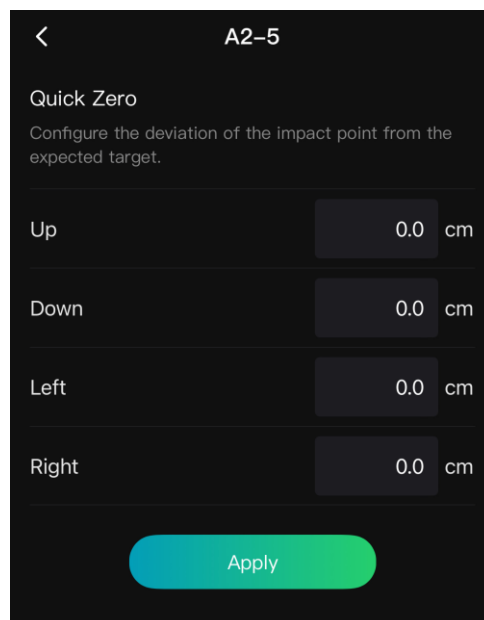 A2-5
Quick Zero
Configure the deviation of the impact point from the
expected target.
Up 0.0 cm
Down 0.0 cm
Left 0.0 cm
Right 0.0 cm
Apply